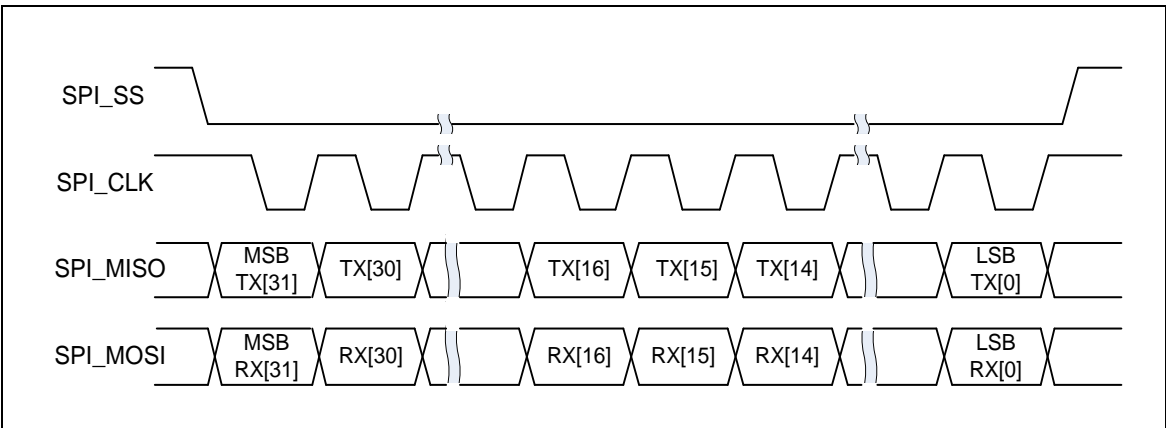 SPI_SS
SPI_CLK
SPI_MISO
MSB
TX[31]
TX[30]
TX[16]
TX[15]
TX[14]
LSB
TX[0]
SPI_MOSI
MSB
RX[31]
RX[30]
RX[16]
RX[15]
RX[14]
LSB
RX[0]